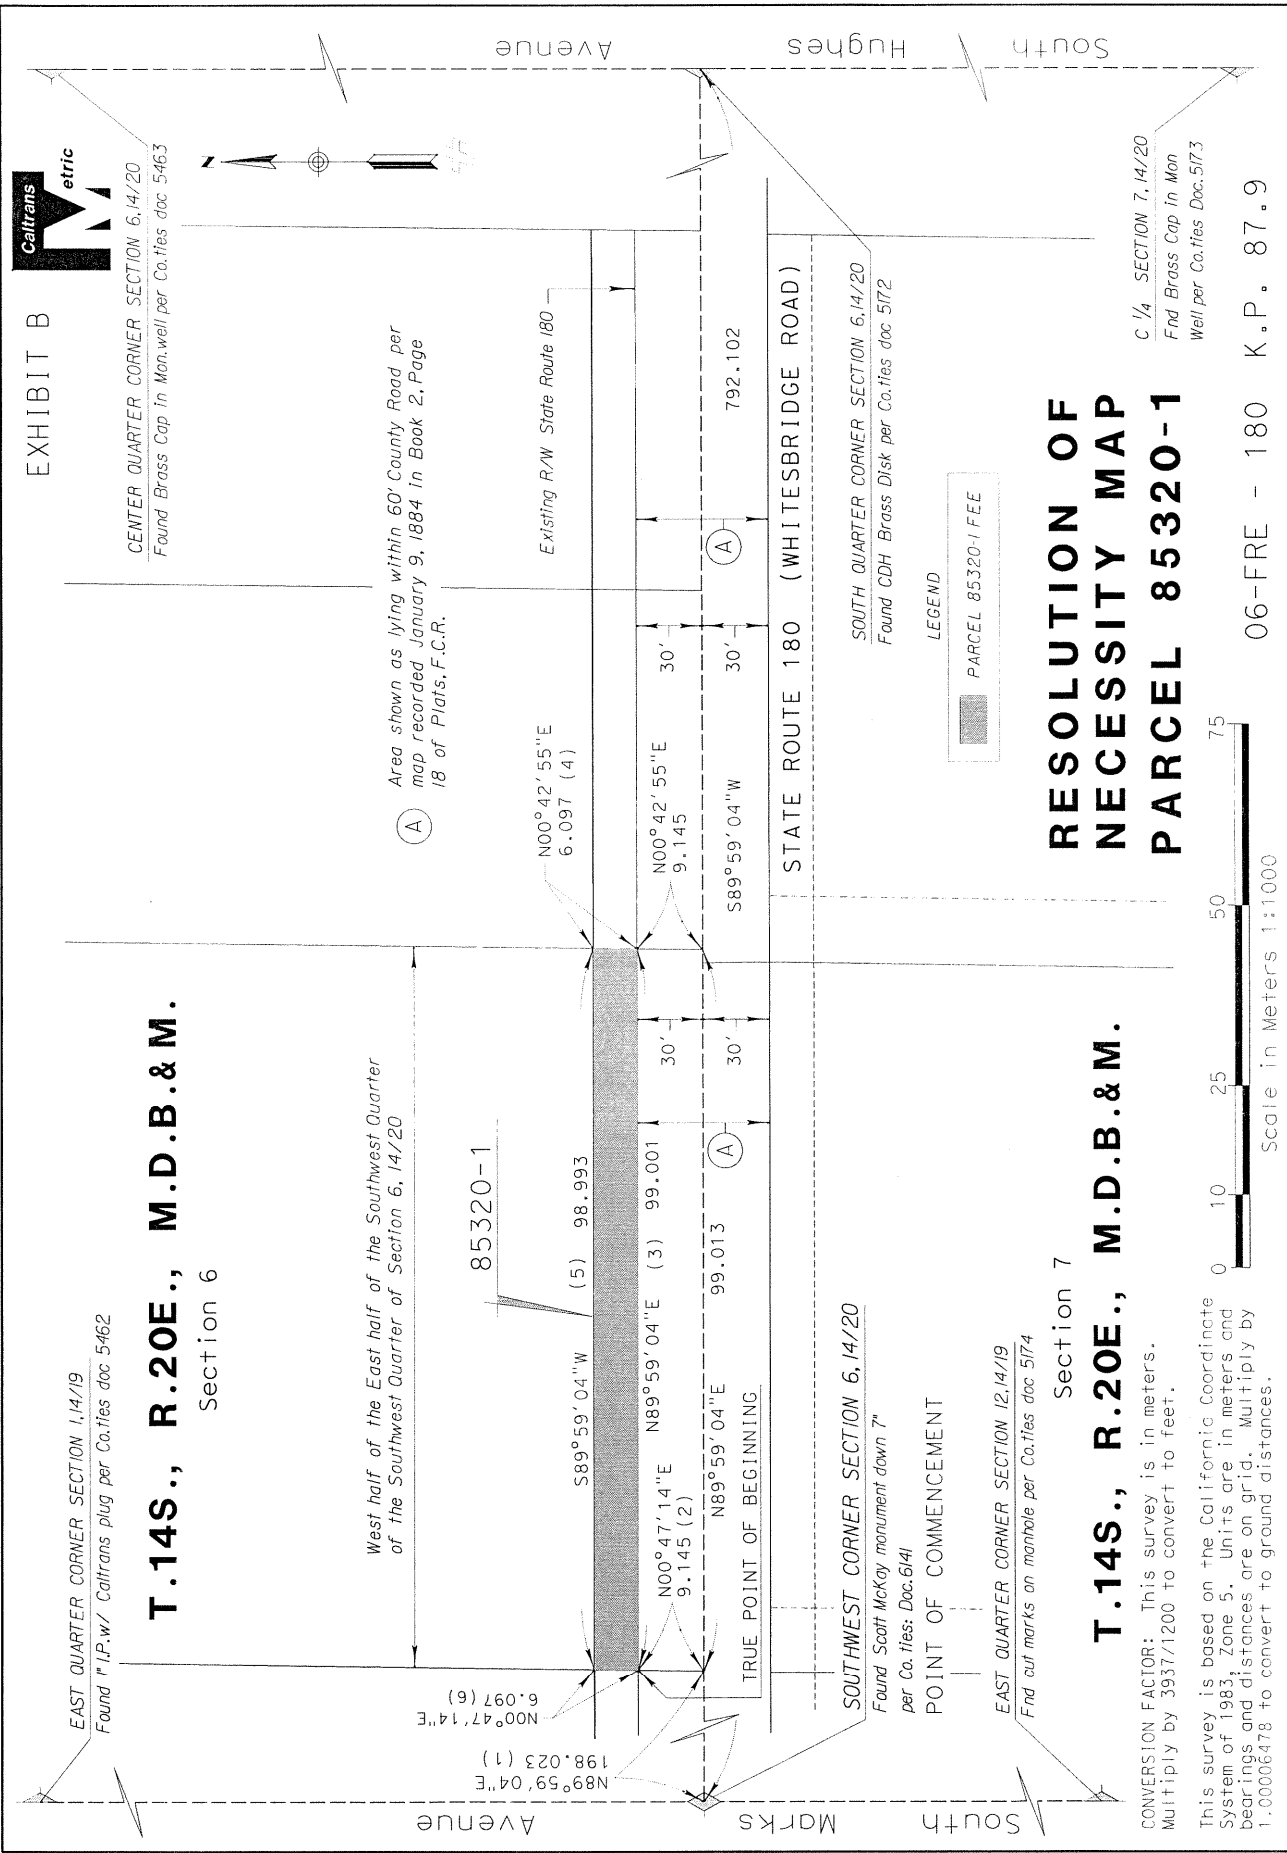 EXHIBIT B
Caltrans
Metric
EAST QUARTER CORNER SECTION 1,14/19
Found 1" I.P.w/ Caltrans plug per Co.ties doc 5462
T.14S., R.20E., M.D.B.& M.
Section 6
CENTER QUARTER CORNER SECTION 6,14/20
Found Brass Cap in Mon.well per Co.ties doc 5463
N
West half of the East half of the Southwest Quarter
of the Southwest Quarter of Section 6, 14/20
A
Area shown as lying within 60' County Road per
map recorded January 9, 1884 in Book 2,Page
18 of Plats,F.C.R.
85320-1
N00°47'14"E
6.097 (6)
N89°59'04"E
198.023 (1)
S89°59'04"W (5) 98.993
N89°59'04"E (3) 99.001
N00°47'14"E
9.145(2)
N89°59'04"E 99.013
TRUE POINT OF BEGINNING
A
30'
30'
N00°42'55"E
6.097 (4)
N00°42'55"E
9.145
S89°59'04"W
30'
30'
A
792.102
Existing R/W State Route 180
STATE ROUTE 180 (WHITESBRIDGE ROAD)
Avenue
Marks
South
Avenue
Hughes
South
SOUTHWEST CORNER SECTION 6,14/20
Found Scott McKay monument down 7"
per Co.ties: Doc.6141
POINT OF COMMENCEMENT
EAST QUARTER CORNER SECTION 12,14/19
Fnd cut marks on manhole per Co.ties doc 5174
SOUTH QUARTER CORNER SECTION 6,14/20
Found CDH Brass Disk per Co.ties doc 5172
LEGEND
PARCEL 85320-1 FEE
Section 7
T.14S., R.20E., M.D.B.& M.
C 1/4 SECTION 7,14/20
Fnd Brass Cap in Mon
Well per Co.ties Doc.5173
RESOLUTION OF
NECESSITY MAP
PARCEL 85320-1
CONVERSION FACTOR: This survey is in meters.
Multiply by 3937/1200 to convert to feet.
This survey is based on the California Coordinate
System of 1983, Zone 5. Units are in meters and
bearings and distances are on grid. Multiply by
1.00006478 to convert to ground distances.
0 10 25 50 75
Scale in Meters 1:1000
06-FRE - 180 K.P. 87.9